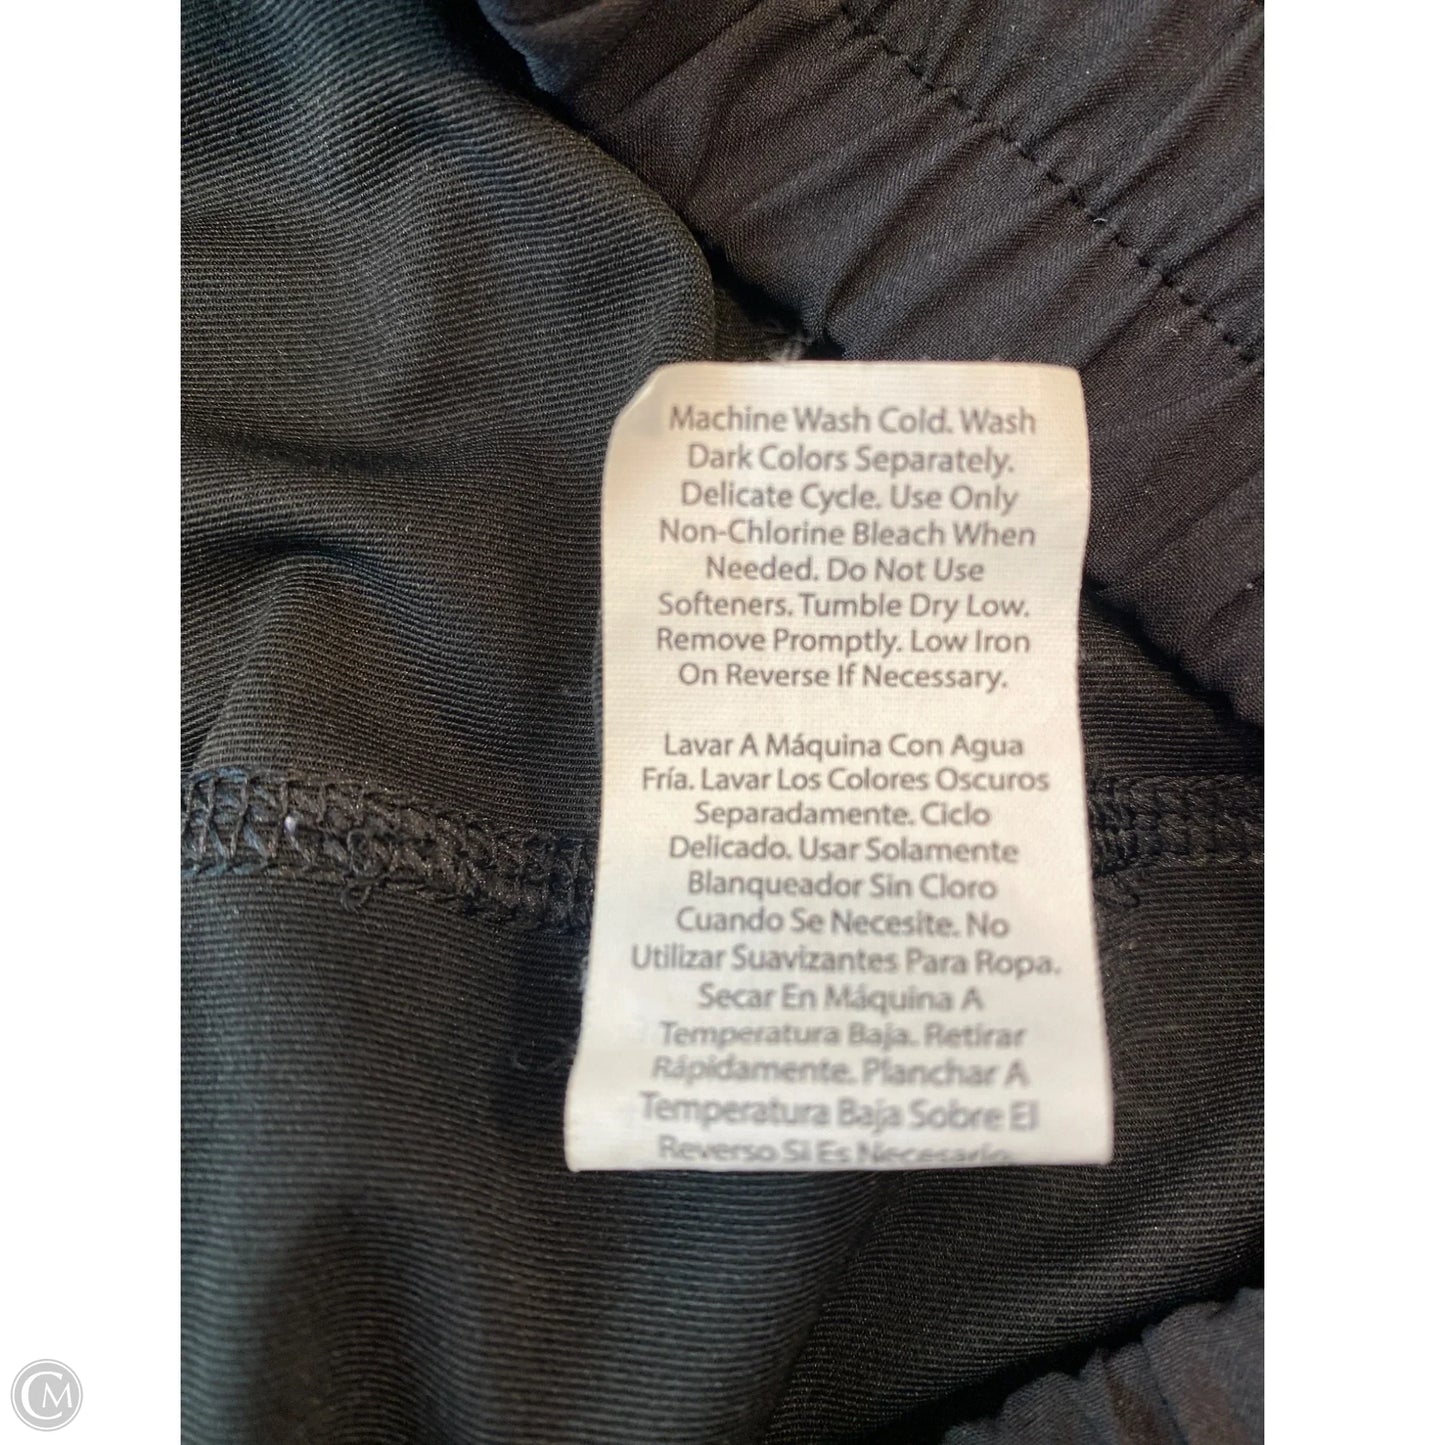 Machine Wash Cold. Wash
Dark Colors Separately.
Delicate Cycle. Use Only
Non-Chlorine Bleach When
Needed. Do Not Use
Softeners. Tumble Dry Low.
Remove Promptly. Low Iron
On Reverse If Necessary.
Lavar A Máquina Con Agua
Fría. Lavar Los Colores Oscuros
Separadamente. Ciclo
Delicado. Usar Solamente
Blanqueador Sin Cloro
Cuando Se Necesite. No
Utilizar Suavizantes Para Ropa.
Secar En Máquina A
Temperatura Baja. Retirar
Rápidamente. Planchar A
Temperatura Baja Sobre El
Reverso Si Es Necesario.
CM